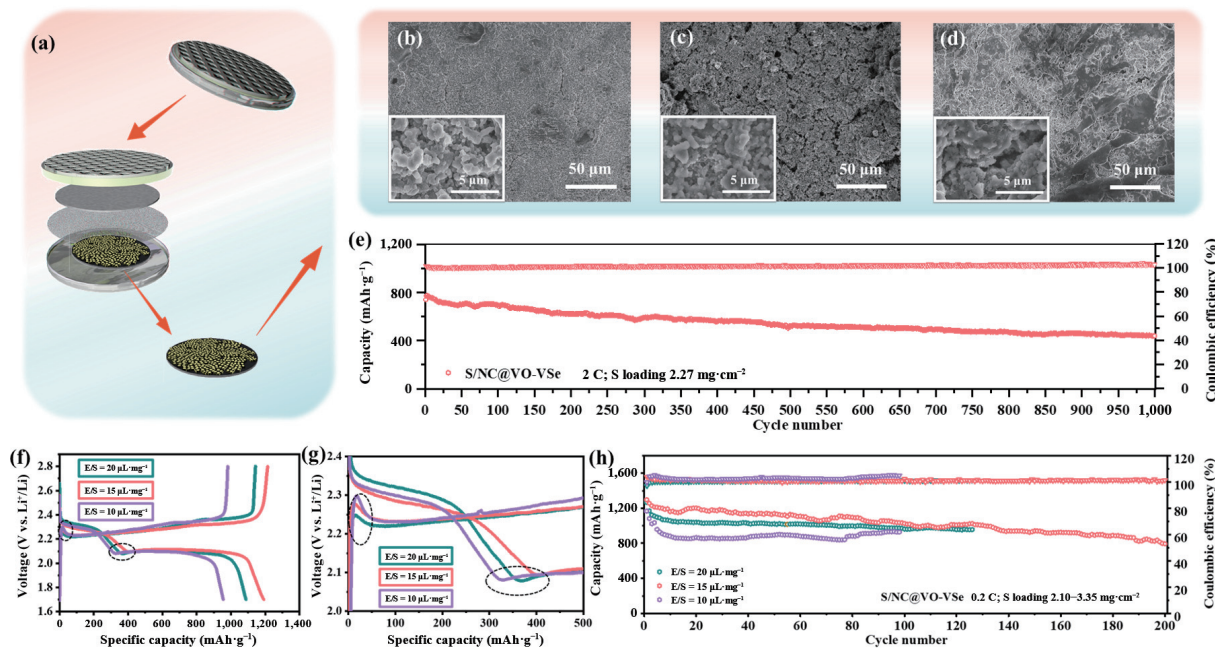 (a)
(b)
50 µm
5 µm
(c)
50 µm
5 µm
(d)
50 µm
5 µm
(e)
1,200
800
400
0
Capacity (mAh·g⁻¹)
120
100
80
60
40
20
0
Coulombic efficiency (%)
S/NC@VO-VSe 2 C; S loading 2.27 mg·cm⁻²
0 50 100 150 200 250 300 350 400 450 500 550 600 650 700 750 800 850 900 950 1,000
Cycle number
(f)
E/S = 20 µL·mg⁻¹
E/S = 15 µL·mg⁻¹
E/S = 10 µL·mg⁻¹
2.8
2.6
2.4
2.2
2.0
1.8
1.6
Voltage (V vs. Li⁺/Li)
0 200 400 600 800 1,000 1,200 1,400
Specific capacity (mAh·g⁻¹)
(g)
2.4
2.3
2.2
2.1
2.0
Voltage (V vs. Li⁺/Li)
E/S = 20 µL·mg⁻¹
E/S = 15 µL·mg⁻¹
E/S = 10 µL·mg⁻¹
0 100 200 300 400 500
Specific capacity (mAh·g⁻¹)
(h)
1,600
1,200
800
400
0
Capacity (mAh·g⁻¹)
120
100
80
60
40
20
0
Coulombic efficiency (%)
E/S = 20 µL·mg⁻¹
E/S = 15 µL·mg⁻¹
E/S = 10 µL·mg⁻¹
S/NC@VO-VSe 0.2 C; S loading 2.10−3.35 mg·cm⁻²
0 20 40 60 80 100 120 140 160 180 200
Cycle number